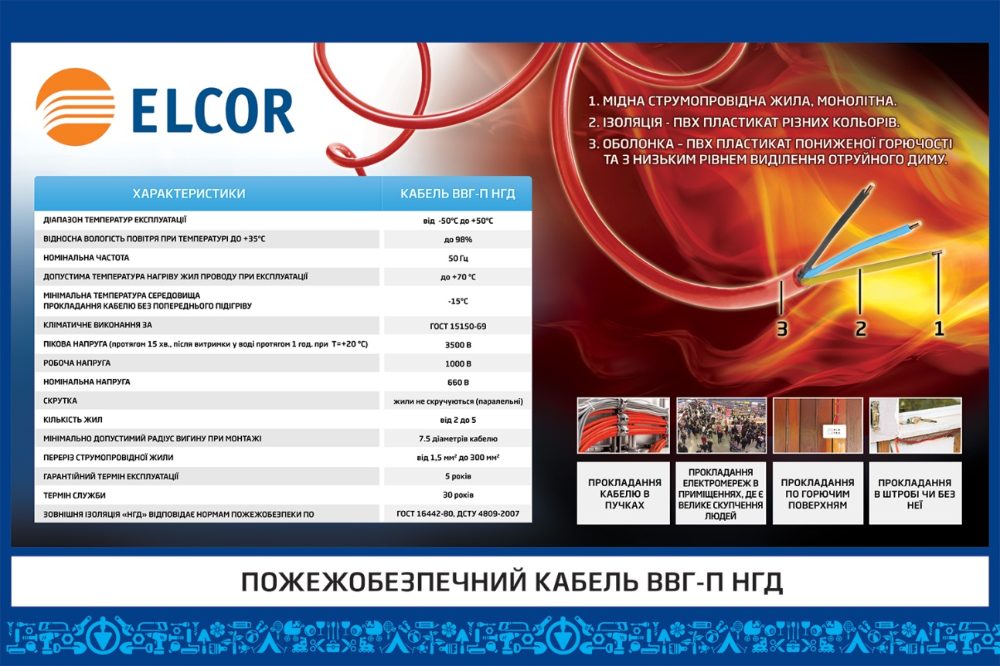 ELCOR
1. МІДНА СТРУМОПРОВІДНА ЖИЛА, МОНОЛІТНА.
2. ІЗОЛЯЦІЯ - ПВХ ПЛАСТИКАТ РІЗНИХ КОЛЬОРІВ.
3. ОБОЛОНКА – ПВХ ПЛАСТИКАТ ПОНИЖЕНОЇ ГОРЮЧОСТІ
ТА З НИЗЬКИМ РІВНЕМ ВИДІЛЕННЯ ОТРУЙНОГО ДИМУ.
ХАРАКТЕРИСТИКИ КАБЕЛЬ ВВГ-П НГД
ДІАПАЗОН ТЕМПЕРАТУР ЕКСПЛУАТАЦІЇ від -50°С до +50°С
ВІДНОСНА ВОЛОГІСТЬ ПОВІТРЯ ПРИ ТЕМПЕРАТУРІ ДО +35°С до 98%
НОМІНАЛЬНА ЧАСТОТА 50 Гц
ДОПУСТИМА ТЕМПЕРАТУРА НАГРІВУ ЖИЛ ПРОВОДУ ПРИ ЕКСПЛУАТАЦІЇ до +70 °С
МІНІМАЛЬНА ТЕМПЕРАТУРА СЕРЕДОВИЩА
ПРОКЛАДАННЯ КАБЕЛЮ БЕЗ ПОПЕРЕДНЬОГО ПІДІГРІВУ -15°С
КЛІМАТИЧНЕ ВИКОНАННЯ ЗА ГОСТ 15150-69
ПІКОВА НАПРУГА (протягом 15 хв., після витримки у воді протягом 1 год. при Т=+20 °С) 3500 В
РОБОЧА НАПРУГА 1000 В
НОМІНАЛЬНА НАПРУГА 660 В
СКРУТКА жили не скручуються (паралельні)
КІЛЬКІСТЬ ЖИЛ від 2 до 5
МІНІМАЛЬНО ДОПУСТИМИЙ РАДІУС ВИГИНУ ПРИ МОНТАЖІ 7.5 діаметрів кабелю
ПЕРЕРІЗ СТРУМОПРОВІДНОЇ ЖИЛИ від 1,5 мм² до 300 мм²
ГАРАНТІЙНИЙ ТЕРМІН ЕКСПЛУАТАЦІЇ 5 років
ТЕРМІН СЛУЖБИ 30 років
ЗОВНІШНЯ ІЗОЛЯЦІЯ «НГД» ВІДПОВІДАЄ НОРМАМ ПОЖЕЖОБЕЗПЕКИ ПО ГОСТ 16442-80, ДСТУ 4809-2007
3 2 1
ПРОКЛАДАННЯ
КАБЕЛЮ В
ПУЧКАХ
ПРОКЛАДАННЯ
ЕЛЕКТРОМЕРЕЖ В
ПРИМІЩЕННЯХ, ДЕ Є
ВЕЛИКЕ СКУПЧЕННЯ
ЛЮДЕЙ
ПРОКЛАДАННЯ
ПО ГОРЮЧИМ
ПОВЕРХНЯМ
ПРОКЛАДАННЯ
В ШТРОБІ ЧИ БЕЗ
НЕЇ
ПОЖЕЖОБЕЗПЕЧНИЙ КАБЕЛЬ ВВГ-П НГД